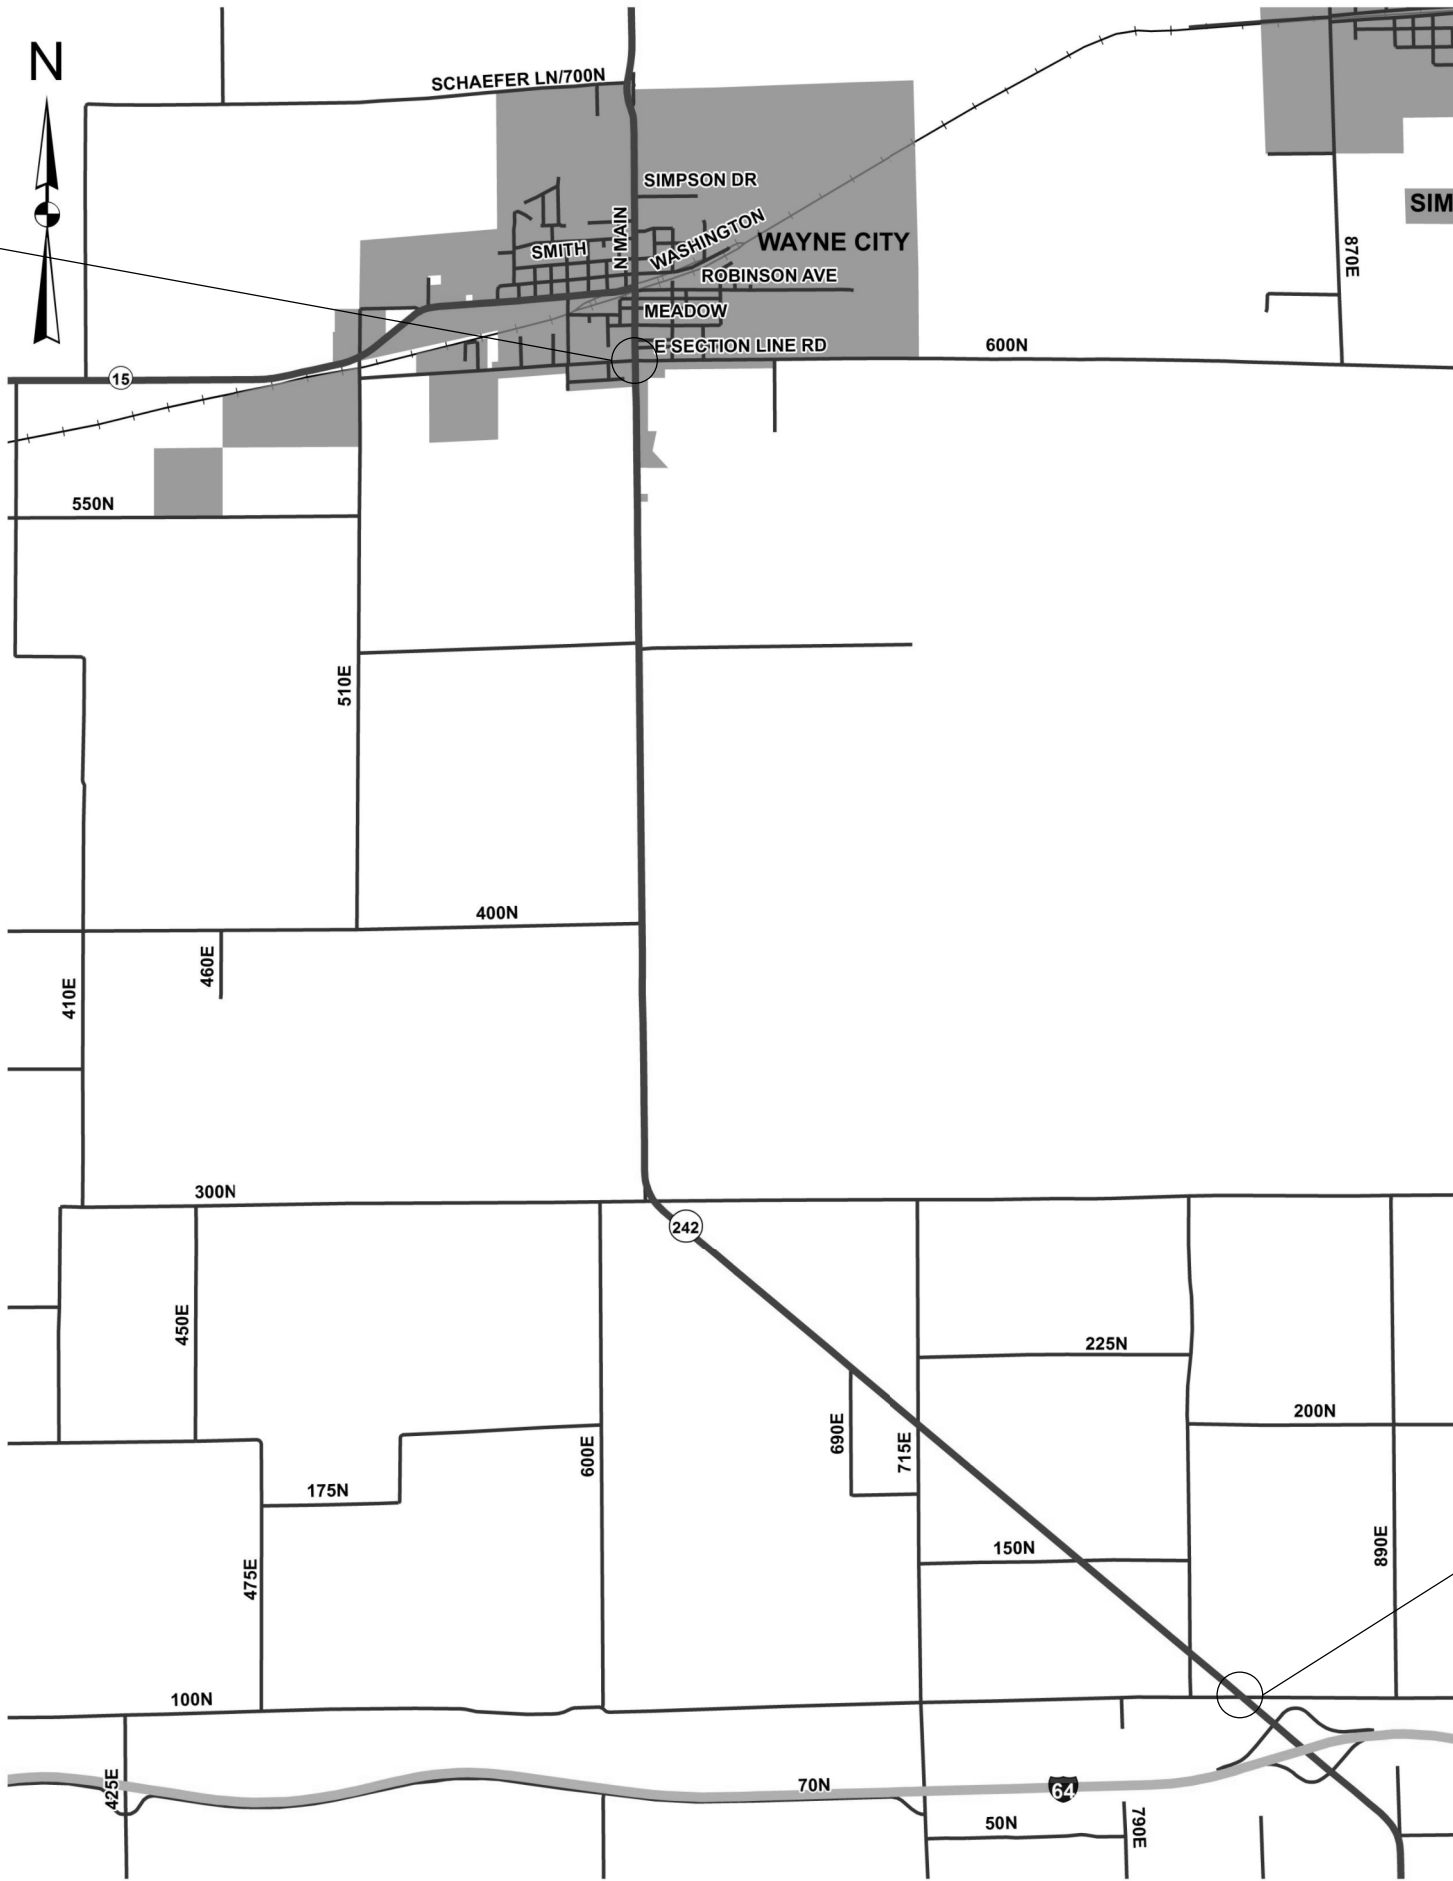 N
SCHAEFER LN/700N
SIMPSON DR
N MAIN
WASHINGTON
SMITH
WAYNE CITY
ROBINSON AVE
MEADOW
E SECTION LINE RD
600N
870E
SIM
15
550N
510E
400N
460E
410E
300N
242
450E
225N
200N
690E
715E
600E
175N
150N
475E
890E
100N
425E
70N
64
50N
790E